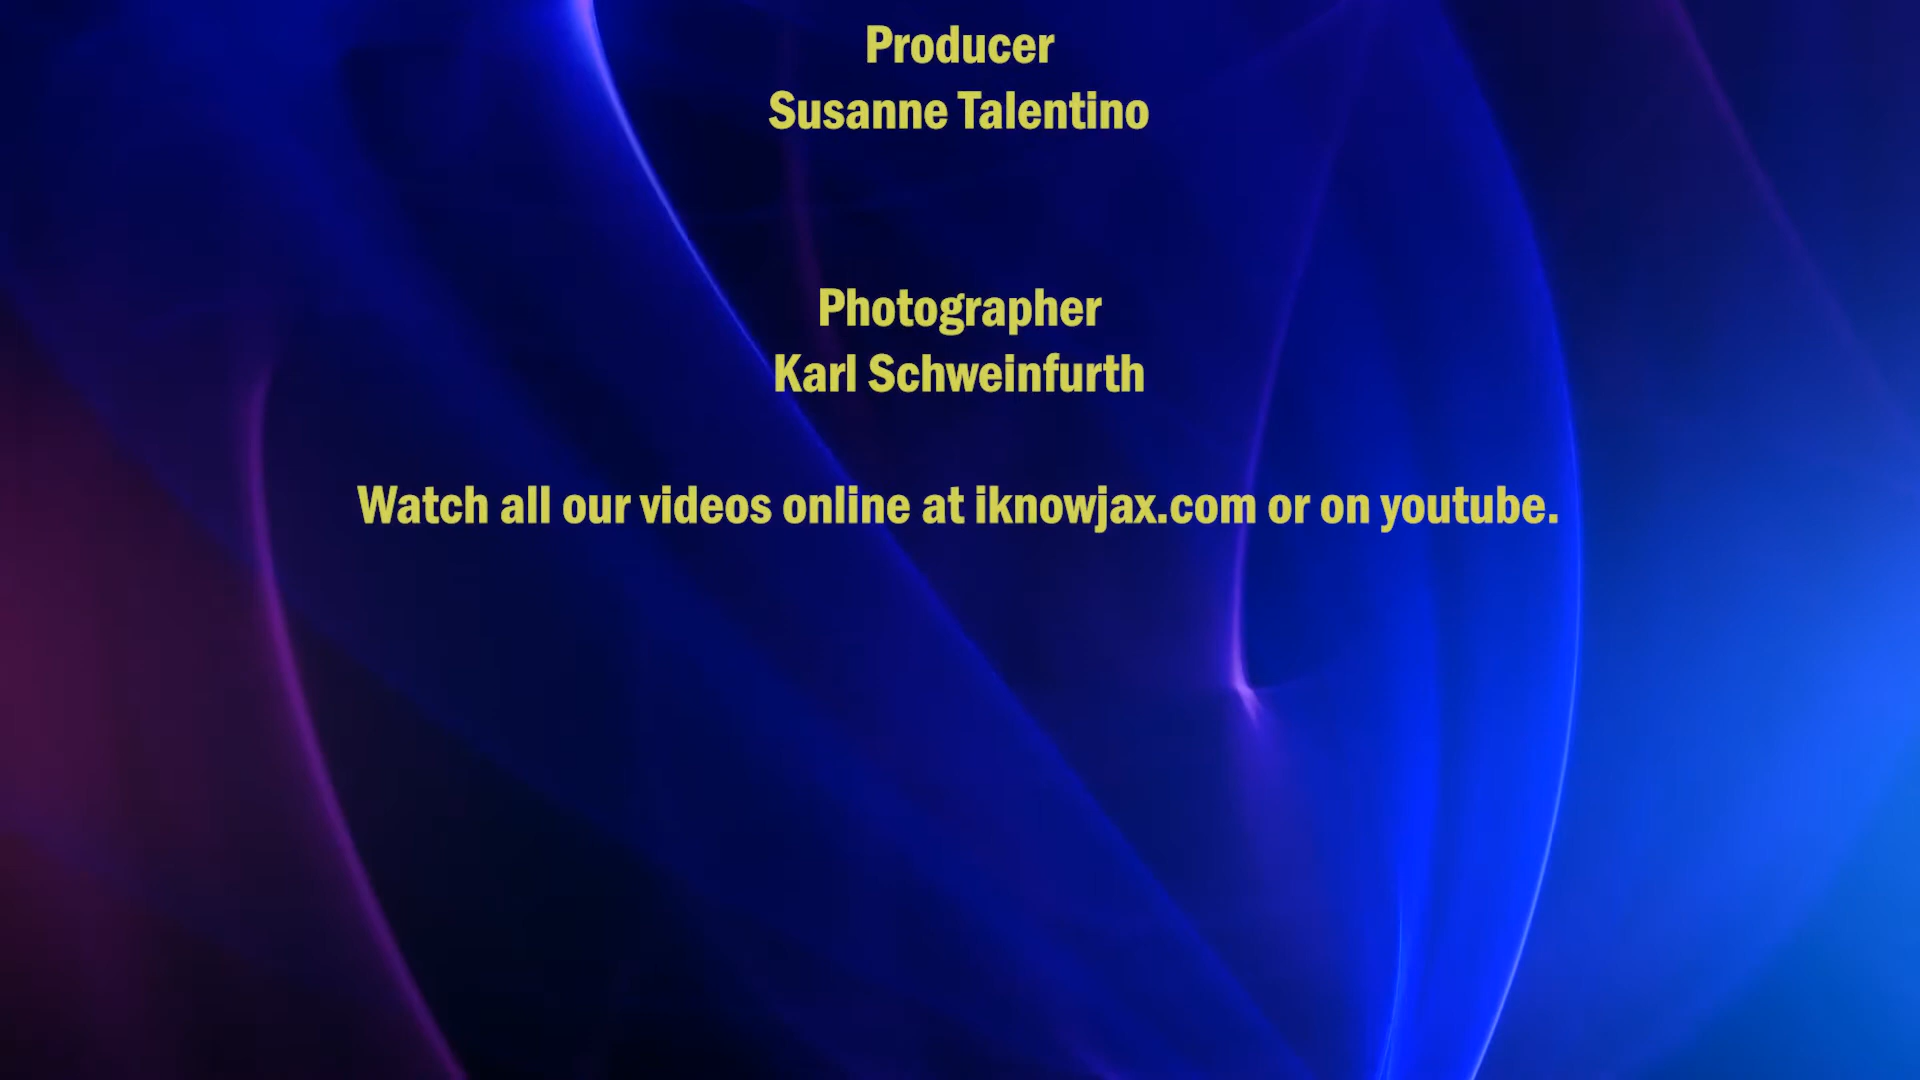 Producer
Susanne Talentino
Photographer
Karl Schweinfurth
Watch all our videos online at iknowjax.com or on youtube.